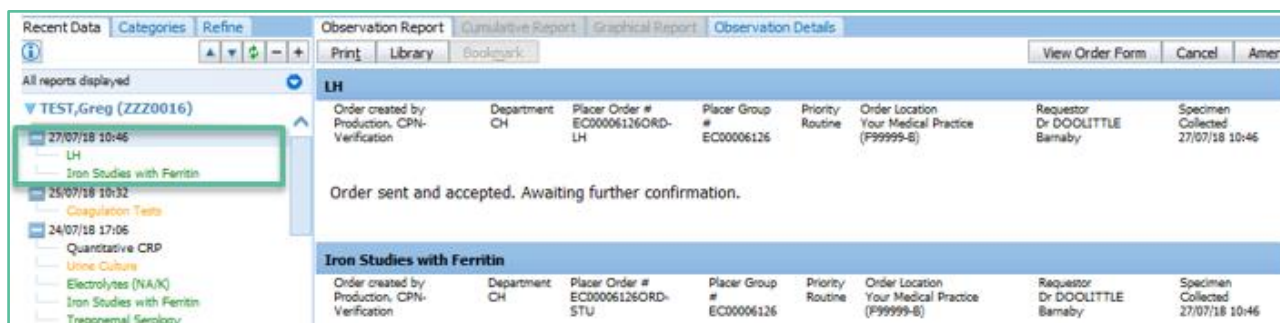 Recent Data Categories Refine
All reports displayed
TEST,Greg (ZZZ0016)
27/07/18 10:46
LH
Iron Studies with Ferritin
25/07/18 10:32
Coagulation Tests
24/07/18 17:06
Quantitative CRP
Urine Culture
Electrolytes (NA/K)
Iron Studies with Ferritin
Treponemal Serology
Observation Report Cumulative Report Graphical Report Observation Details
Print Library Bookmark View Order Form Cancel Amen
LH
Order created by Department Placer Order # Placer Group Priority Order Location Requestor Specimen
Production, CPN- CH EC00006126ORD- # Routine Your Medical Practice Dr DOOLITTLE Collected
Verification LH EC00006126 (F99999-B) Barnaby 27/07/18 10:46
Order sent and accepted. Awaiting further confirmation.
Iron Studies with Ferritin
Order created by Department Placer Order # Placer Group Priority Order Location Requestor Specimen
Production, CPN- CH EC00006126ORD- # Routine Your Medical Practice Dr DOOLITTLE Collected
Verification STU EC00006126 (F99999-B) Barnaby 27/07/18 10:46